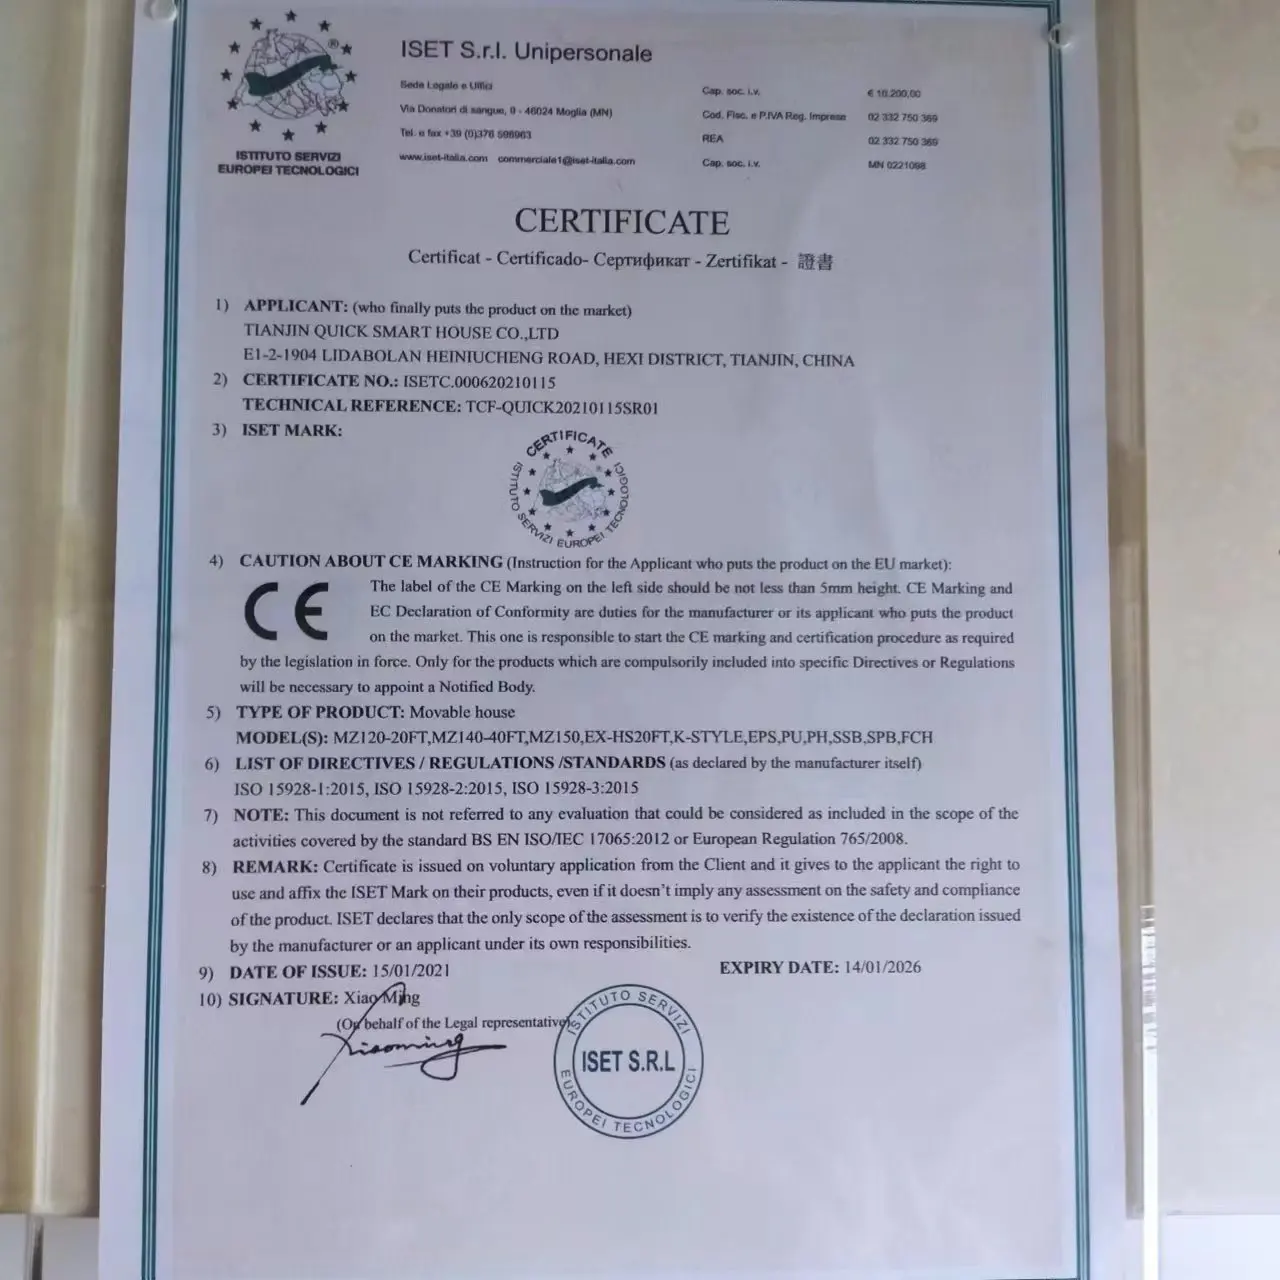 ISTITUTO SERVIZI
EUROPEI TECNOLOGICI
ISET S.r.l. Unipersonale
Sede Legale e Uffici
Via Donatori di sangue, 9 - 46024 Moglia (MN)
Tel. e fax +39 (0)376 598963
www.iset-italia.com commerciale1@iset-italia.com
Cap. soc. i.v. € 10.200,00
Cod. Fisc. e P.IVA Reg. Imprese 02 332 750 369
REA 02 332 750 369
Cap. soc. i.v. MN 0221098
CERTIFICATE
Certificat - Certificado- Сертификат - Zertifikat - 證書
1) APPLICANT: (who finally puts the product on the market)
TIANJIN QUICK SMART HOUSE CO.,LTD
E1-2-1904 LIDABOLAN HEINIUCHENG ROAD, HEXI DISTRICT, TIANJIN, CHINA
2) CERTIFICATE NO.: ISETC.000620210115
TECHNICAL REFERENCE: TCF-QUICK20210115SR01
3) ISET MARK:
CERTIFICATE
ISTITUTO SERVIZI EUROPEI TECNOLOGICI
4) CAUTION ABOUT CE MARKING (Instruction for the Applicant who puts the product on the EU market):
CE
The label of the CE Marking on the left side should be not less than 5mm height. CE Marking and
EC Declaration of Conformity are duties for the manufacturer or its applicant who puts the product
on the market. This one is responsible to start the CE marking and certification procedure as required
by the legislation in force. Only for the products which are compulsorily included into specific Directives or Regulations
will be necessary to appoint a Notified Body.
5) TYPE OF PRODUCT: Movable house
MODEL(S): MZ120-20FT,MZ140-40FT,MZ150,EX-HS20FT,K-STYLE,EPS,PU,PH,SSB,SPB,FCH
6) LIST OF DIRECTIVES / REGULATIONS /STANDARDS (as declared by the manufacturer itself)
ISO 15928-1:2015, ISO 15928-2:2015, ISO 15928-3:2015
7) NOTE: This document is not referred to any evaluation that could be considered as included in the scope of the
activities covered by the standard BS EN ISO/IEC 17065:2012 or European Regulation 765/2008.
8) REMARK: Certificate is issued on voluntary application from the Client and it gives to the applicant the right to
use and affix the ISET Mark on their products, even if it doesn't imply any assessment on the safety and compliance
of the product. ISET declares that the only scope of the assessment is to verify the existence of the declaration issued
by the manufacturer or an applicant under its own responsibilities.
9) DATE OF ISSUE: 15/01/2021 EXPIRY DATE: 14/01/2026
10) SIGNATURE: Xiao Ming
(On behalf of the Legal representative)
Xiaoming
ISTITUTO SERVIZI
ISET S.R.L
EUROPEI TECNOLOGICI